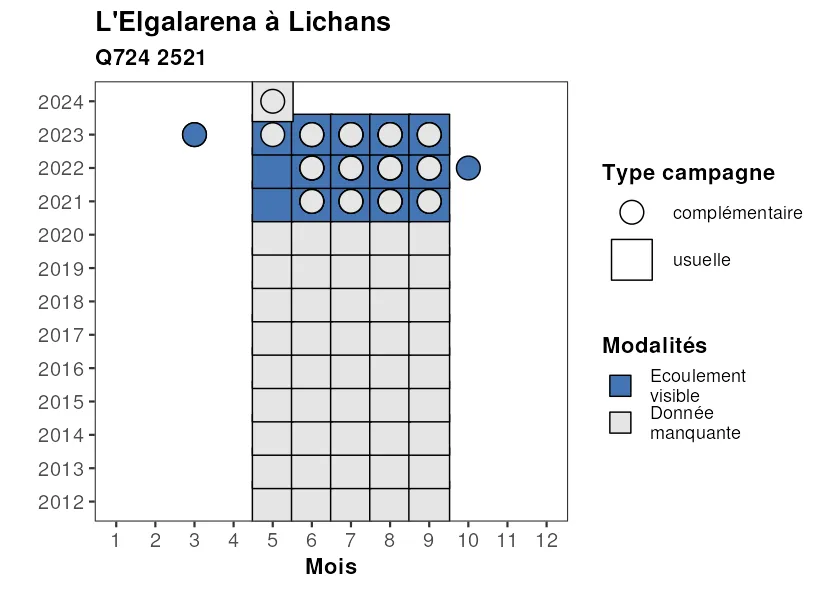 L'Elgalarena à Lichans
Q724 2521
2024
2023
2022
2021
2020
2019
2018
2017
2016
2015
2014
2013
2012
1 2 3 4 5 6 7 8 9 10 11 12
Mois
Type campagne
complémentaire
usuelle
Modalités
Ecoulement
visible
Donnée
manquante